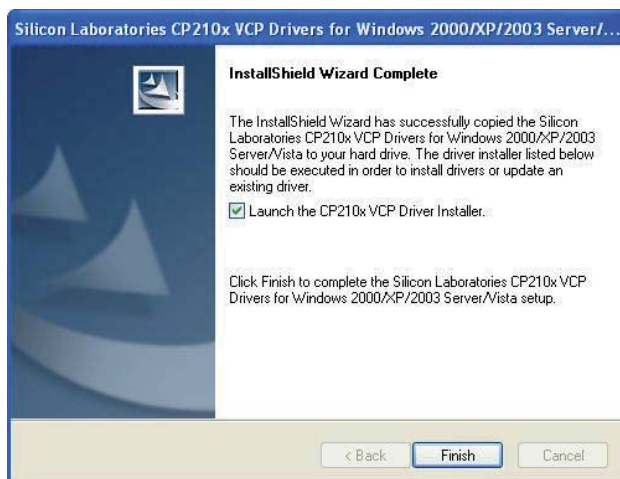 Silicon Laboratories CP210x VCP Drivers for Windows 2000/XP/2003 Server/...
InstallShield Wizard Complete
The InstallShield Wizard has successfully copied the Silicon
Laboratories CP210x VCP Drivers for Windows 2000/XP/2003
Server/Vista to your hard drive. The driver installer listed below
should be executed in order to install drivers or update an
existing driver.
Launch the CP210x VCP Driver Installer.
Click Finish to complete the Silicon Laboratories CP210x VCP
Drivers for Windows 2000/XP/2003 Server/Vista setup.
< Back Finish Cancel